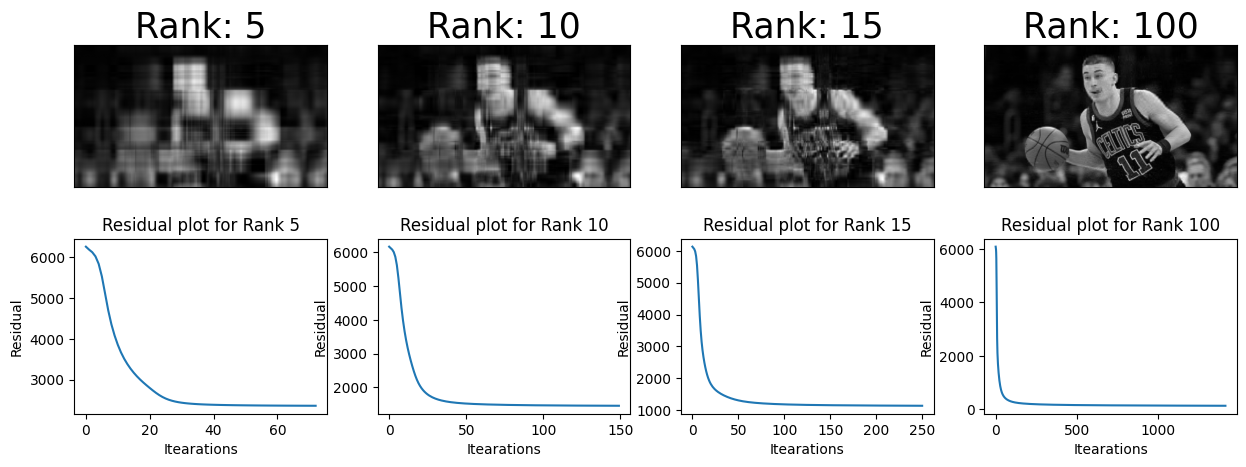 Rank: 5
Rank: 10
Rank: 15
Rank: 100
CELTICS
11
Residual plot for Rank 5
Residual
6000
5000
4000
3000
0
20
40
60
Itearations
Residual plot for Rank 10
Residual
6000
5000
4000
3000
2000
0
50
100
150
Itearations
Residual plot for Rank 15
Residual
6000
5000
4000
3000
2000
1000
0
50
100
150
200
250
Itearations
Residual plot for Rank 100
Residual
6000
4000
2000
0
0
500
1000
Itearations